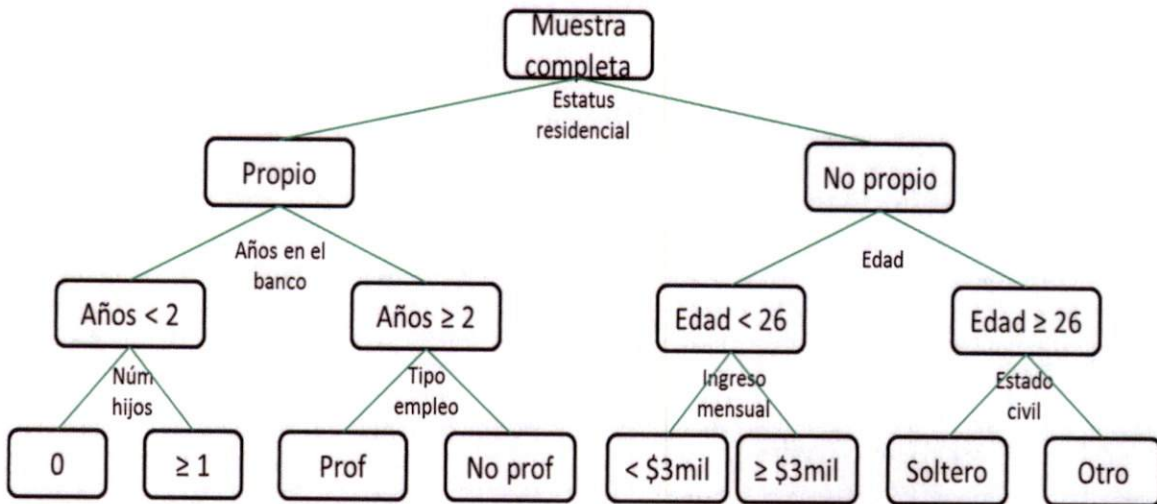 Muestra
completa
Estatus
residencial
Propio
No propio
Años en el
banco
Edad
Años < 2
Años ≥ 2
Edad < 26
Edad ≥ 26
Núm
hijos
Tipo
empleo
Ingreso
mensual
Estado
civil
0
≥ 1
Prof
No prof
< $3mil
≥ $3mil
Soltero
Otro